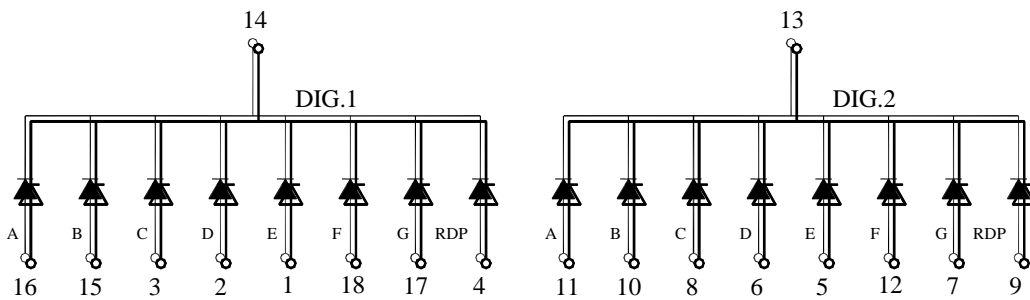 14 13
DIG.1 DIG.2
A B C D E F G RDP A B C D E F G RDP
16 15 3 2 1 18 17 4 11 10 8 6 5 12 7 9